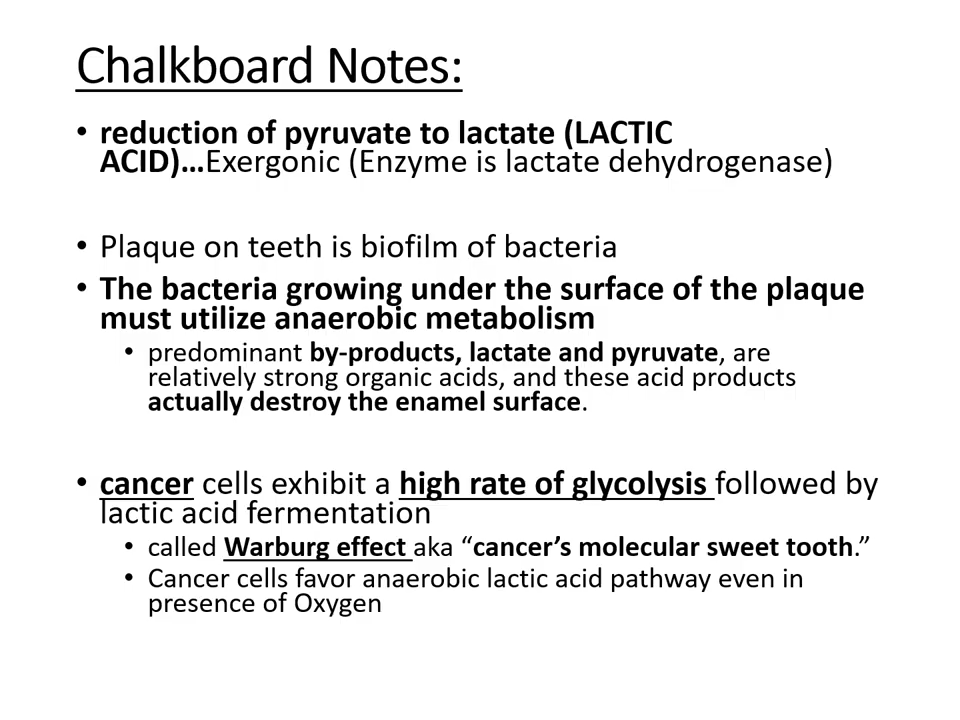 Chalkboard Notes:
• reduction of pyruvate to lactate (LACTIC
ACID)…Exergonic (Enzyme is lactate dehydrogenase)
• Plaque on teeth is biofilm of bacteria
• The bacteria growing under the surface of the plaque
must utilize anaerobic metabolism
• predominant by-products, lactate and pyruvate, are
relatively strong organic acids, and these acid products
actually destroy the enamel surface.
• cancer cells exhibit a high rate of glycolysis followed by
lactic acid fermentation
• called Warburg effect aka “cancer’s molecular sweet tooth.”
• Cancer cells favor anaerobic lactic acid pathway even in
presence of Oxygen